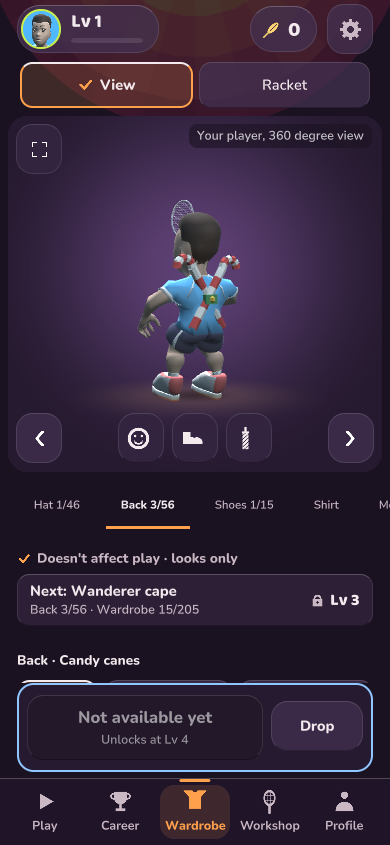 Lv 1
0
View
Racket
Your player, 360 degree view
Hat 1/46
Back 3/56
Shoes 1/15
Shirt
Doesn't affect play · looks only
Next: Wanderer cape
Back 3/56 · Wardrobe 15/205
Lv 3
Back · Candy canes
Not available yet
Unlocks at Lv 4
Drop
Play
Career
Wardrobe
Workshop
Profile